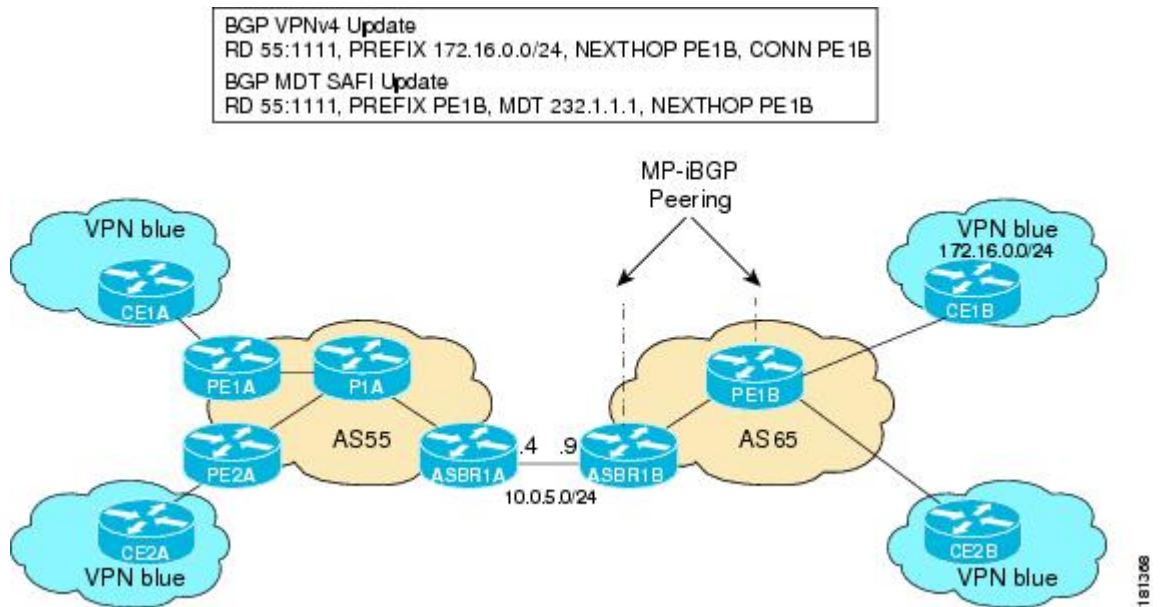 BGP VPNv4 Update
RD 55:1111, PREFIX 172.16.0.0/24, NEXTHOP PE1B, CONN PE1B
BGP MDT SAFI Update
RD 55:1111, PREFIX PE1B, MDT 232.1.1.1, NEXTHOP PE1B
MP-iBGP
Peering
VPN blue
CE1A
VPN blue
172.16.0.0/24
CE1B
PE1A
P1A
PE1B
AS55
AS65
PE2A
ASBR1A
.4
.9
ASBR1B
10.0.5.0/24
CE2A
VPN blue
CE2B
VPN blue
181368